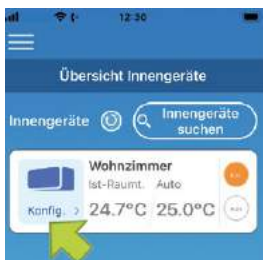 12:30
Übersicht Innengeräte
Innengeräte
Innengeräte
suchen
Wohnzimmer
Ist-Raumt. Auto
Konfig. > 24.7°C 25.0°C